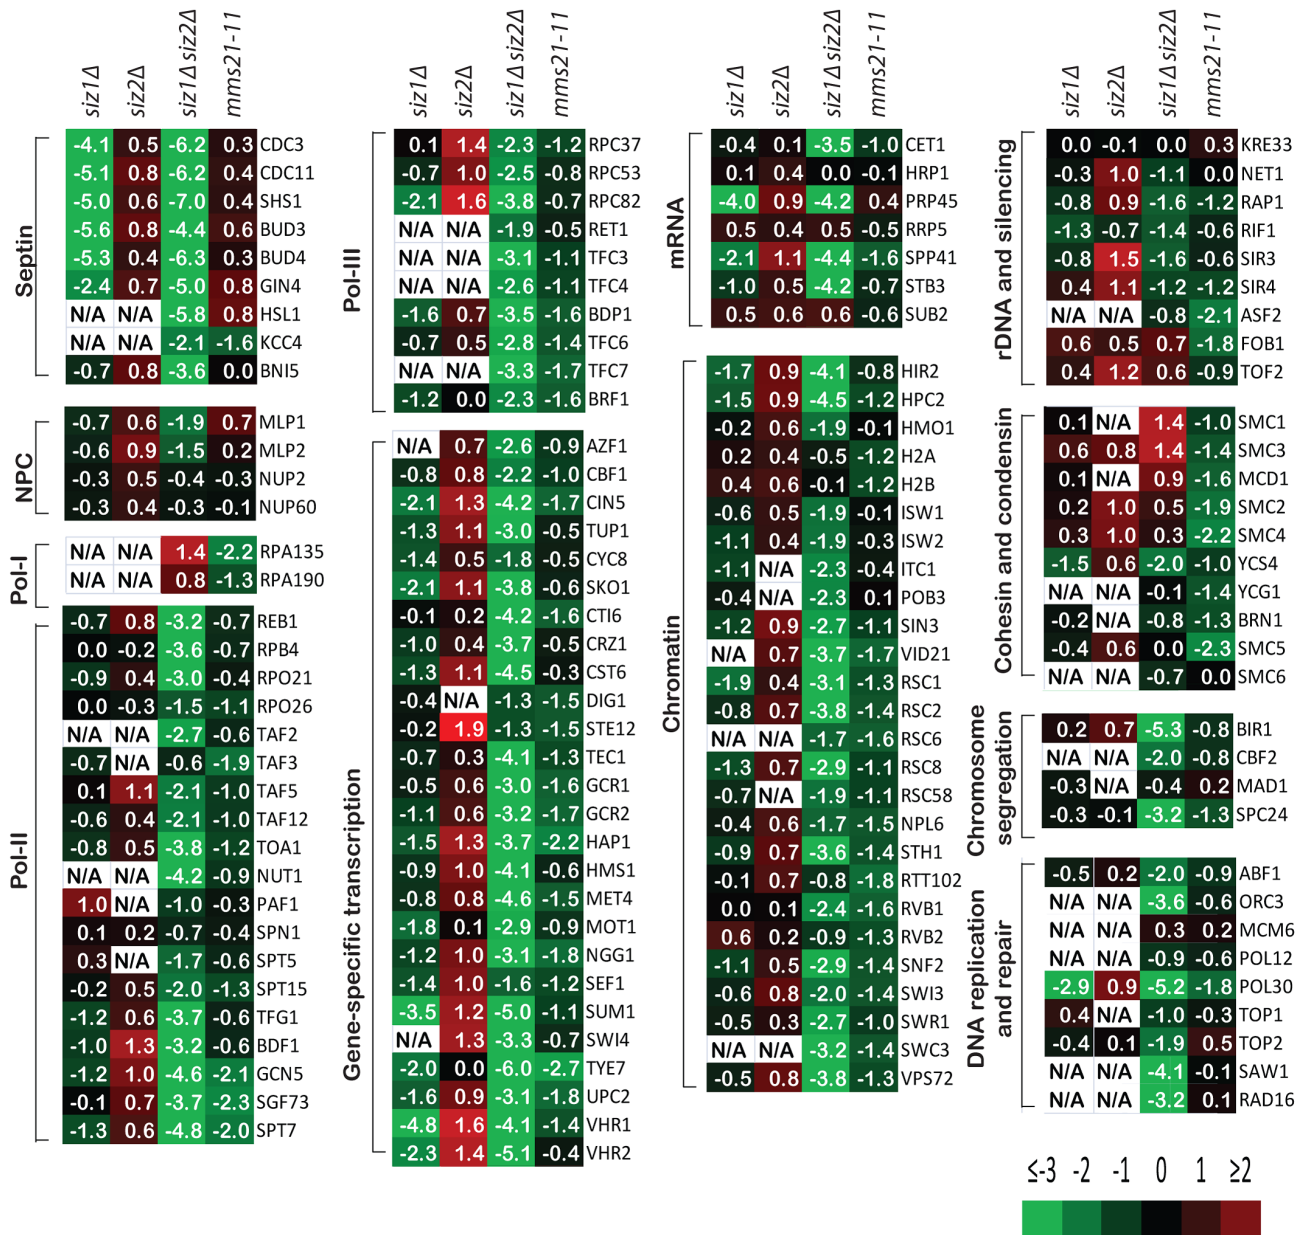 siz1Δ siz2Δ siz1Δ siz2Δ mms21-11
Septin
-4.1 0.5 -6.2 0.3 CDC3
-5.1 0.8 -6.2 0.4 CDC11
-5.0 0.6 -7.0 0.4 SHS1
-5.6 0.8 -4.4 0.6 BUD3
-5.3 0.4 -6.3 0.3 BUD4
-2.4 0.7 -5.0 0.8 GIN4
N/A N/A -5.8 0.8 HSL1
N/A N/A -2.1 -1.6 KCC4
-0.7 0.8 -3.6 0.0 BNI5
NPC
-0.7 0.6 -1.9 0.7 MLP1
-0.6 0.9 -1.5 0.2 MLP2
-0.3 0.5 -0.4 -0.3 NUP2
-0.3 0.4 -0.3 -0.1 NUP60
Pol-I
N/A N/A 1.4 -2.2 RPA135
N/A N/A 0.8 -1.3 RPA190
Pol-II
-0.7 0.8 -3.2 -0.7 REB1
0.0 -0.2 -3.6 -0.7 RPB4
-0.9 0.4 -3.0 -0.4 RPO21
0.0 -0.3 -1.5 -1.1 RPO26
N/A N/A -2.7 -0.6 TAF2
-0.7 N/A -0.6 -1.9 TAF3
0.1 1.1 -2.1 -1.0 TAF5
-0.6 0.4 -2.1 -1.0 TAF12
-0.8 0.5 -3.8 -1.2 TOA1
N/A N/A -4.2 -0.9 NUT1
1.0 N/A -1.0 -0.3 PAF1
0.1 0.2 -0.7 -0.4 SPN1
0.3 N/A -1.7 -0.6 SPT5
-0.2 0.5 -2.0 -1.3 SPT15
-1.2 0.6 -3.7 -0.6 TFG1
-1.0 1.3 -3.2 -0.6 BDF1
-1.2 1.0 -4.6 -2.1 GCN5
-0.1 0.7 -3.7 -2.3 SGF73
-1.3 0.6 -4.8 -2.0 SPT7
siz1Δ siz2Δ siz1Δ siz2Δ mms21-11
Pol-III
0.1 1.4 -2.3 -1.2 RPC37
-0.7 1.0 -2.5 -0.8 RPC53
-2.1 1.6 -3.8 -0.7 RPC82
N/A N/A -1.9 -0.5 RET1
N/A N/A -3.1 -1.1 TFC3
N/A N/A -2.6 -1.1 TFC4
-1.6 0.7 -3.5 -1.6 BDP1
-0.7 0.5 -2.8 -1.4 TFC6
N/A N/A -3.3 -1.7 TFC7
-1.2 0.0 -2.3 -1.6 BRF1
Gene-specific transcription
N/A 0.7 -2.6 -0.9 AZF1
-0.8 0.8 -2.2 -1.0 CBF1
-2.1 1.3 -4.2 -1.7 CIN5
-1.3 1.1 -3.0 -0.5 TUP1
-1.4 0.5 -1.8 -0.5 CYC8
-2.1 1.1 -3.8 -0.6 SKO1
-0.1 0.2 -4.2 -1.6 CTI6
-1.0 0.4 -3.7 -0.5 CRZ1
-1.3 1.1 -4.5 -0.3 CST6
-0.4 N/A -1.3 -1.5 DIG1
-0.2 1.9 -1.3 -1.5 STE12
-0.7 0.3 -4.1 -1.3 TEC1
-0.5 0.6 -3.0 -1.6 GCR1
-1.1 0.6 -3.2 -1.7 GCR2
-1.5 1.3 -3.7 -2.2 HAP1
-0.9 1.0 -4.1 -0.6 HMS1
-0.8 0.8 -4.6 -1.5 MET4
-1.8 0.1 -2.9 -0.9 MOT1
-1.2 1.0 -3.1 -1.8 NGG1
-1.4 1.0 -1.6 -1.2 SEF1
-3.5 1.2 -5.0 -1.1 SUM1
N/A 1.3 -3.3 -0.7 SWI4
-2.0 0.0 -6.0 -2.7 TYE7
-1.6 0.9 -3.1 -1.8 UPC2
-4.8 1.6 -4.1 -1.4 VHR1
-2.3 1.4 -5.1 -0.4 VHR2
siz1Δ siz2Δ siz1Δ siz2Δ mms21-11
mRNA
-0.4 0.1 -3.5 -1.0 CET1
0.1 0.4 0.0 -0.1 HRP1
-4.0 0.9 -4.2 0.4 PRP45
0.5 0.4 0.5 -0.5 RRP5
-2.1 1.1 -4.4 -1.6 SPP41
-1.0 0.5 -4.2 -0.7 STB3
0.5 0.6 0.6 -0.6 SUB2
Chromatin
-1.7 0.9 -4.1 -0.8 HIR2
-1.5 0.9 -4.5 -1.2 HPC2
-0.2 0.6 -1.9 -0.1 HMO1
0.2 0.4 -0.5 -1.2 H2A
0.4 0.6 -0.1 -1.2 H2B
-0.6 0.5 -1.9 -0.1 ISW1
-1.1 0.4 -1.9 -0.3 ISW2
-1.1 N/A -2.3 -0.4 ITC1
-0.4 N/A -2.3 0.1 POB3
-1.2 0.9 -2.7 -1.1 SIN3
N/A 0.7 -3.7 -1.7 VID21
-1.9 0.4 -3.1 -1.3 RSC1
-0.8 0.7 -3.8 -1.4 RSC2
N/A N/A -1.7 -1.6 RSC6
-1.3 0.7 -2.9 -1.1 RSC8
-0.7 N/A -1.9 -1.1 RSC58
-0.4 0.6 -1.7 -1.5 NPL6
-0.9 0.7 -3.6 -1.4 STH1
-0.1 0.7 -0.8 -1.8 RTT102
0.0 0.1 -2.4 -1.6 RVB1
0.6 0.2 -0.9 -1.3 RVB2
-1.1 0.5 -2.9 -1.4 SNF2
-0.6 0.8 -2.0 -1.4 SWI3
-0.5 0.3 -2.7 -1.0 SWR1
N/A N/A -3.2 -1.4 SWC3
-0.5 0.8 -3.8 -1.3 VPS72
siz1Δ siz2Δ siz1Δ siz2Δ mms21-11
rDNA and silencing
0.0 -0.1 0.0 0.3 KRE33
-0.3 1.0 -1.1 0.0 NET1
-0.8 0.9 -1.6 -1.2 RAP1
-1.3 -0.7 -1.4 -0.6 RIF1
-0.8 1.5 -1.6 -0.6 SIR3
0.4 1.1 -1.2 -1.2 SIR4
N/A N/A -0.8 -2.1 ASF2
0.6 0.5 0.7 -1.8 FOB1
0.4 1.2 0.6 -0.9 TOF2
Cohesin and condensin
0.1 N/A 1.4 -1.0 SMC1
0.6 0.8 1.4 -1.4 SMC3
0.1 N/A 0.9 -1.6 MCD1
0.2 1.0 0.5 -1.9 SMC2
0.3 1.0 0.3 -2.2 SMC4
-1.5 0.6 -2.0 -1.0 YCS4
N/A N/A -0.1 -1.4 YCG1
-0.2 N/A -0.8 -1.3 BRN1
-0.4 0.6 0.0 -2.3 SMC5
N/A N/A -0.7 0.0 SMC6
Chromosome
segregation
0.2 0.7 -5.3 -0.8 BIR1
N/A N/A -2.0 -0.8 CBF2
-0.3 N/A -0.4 0.2 MAD1
-0.3 -0.1 -3.2 -1.3 SPC24
DNA replication
and repair
-0.5 0.2 -2.0 -0.9 ABF1
N/A N/A -3.6 -0.6 ORC3
N/A N/A 0.3 0.2 MCM6
N/A N/A -0.9 -0.6 POL12
-2.9 0.9 -5.2 -1.8 POL30
0.4 N/A -1.0 -0.3 TOP1
-0.4 0.1 -1.9 0.5 TOP2
N/A N/A -4.1 -0.1 SAW1
N/A N/A -3.2 0.1 RAD16
≤-3 -2 -1 0 1 ≥2